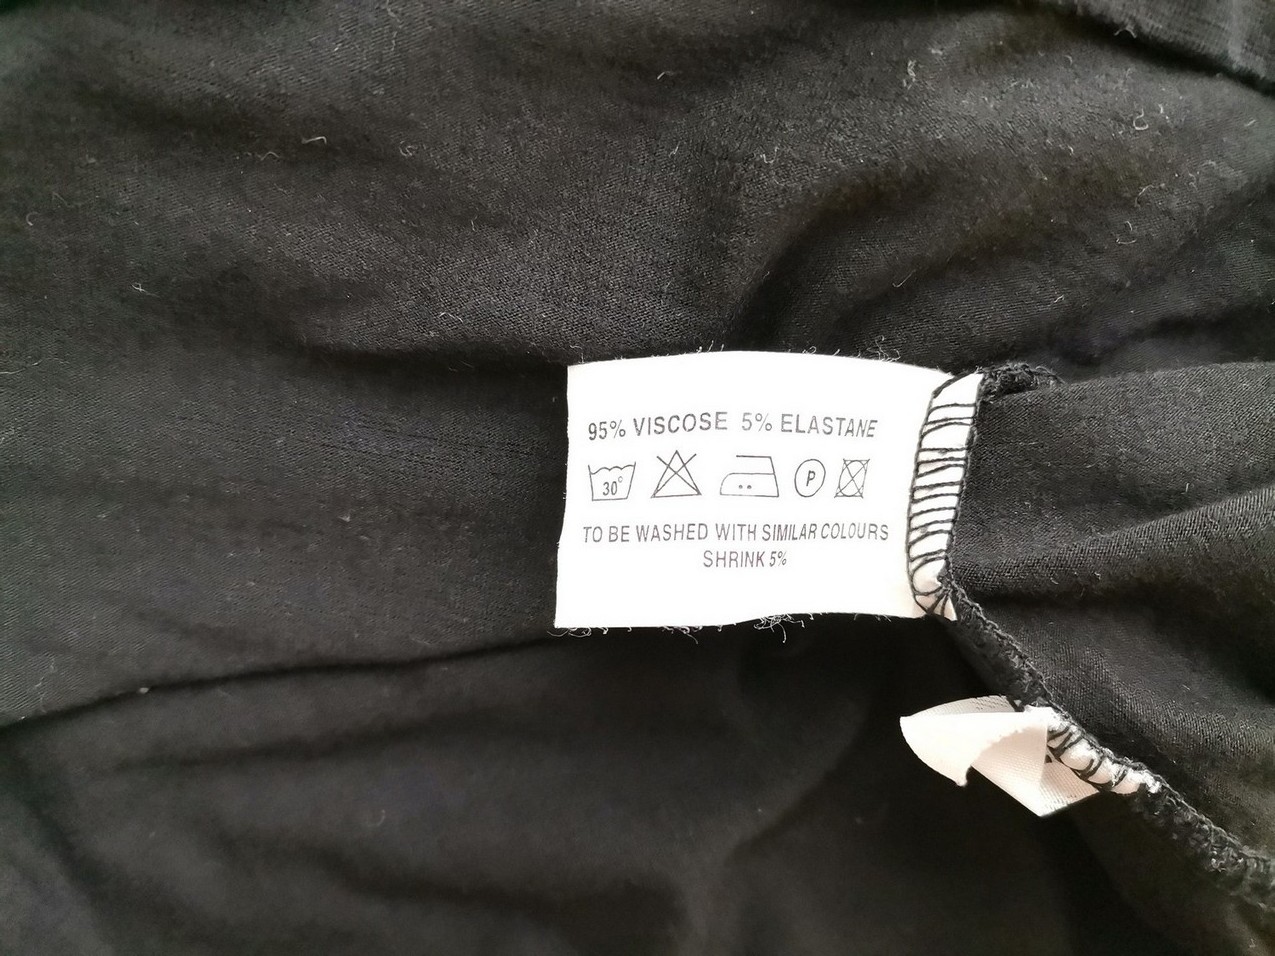 95% VISCOSE 5% ELASTANE
30° P
TO BE WASHED WITH SIMILAR COLOURS
SHRINK 5%